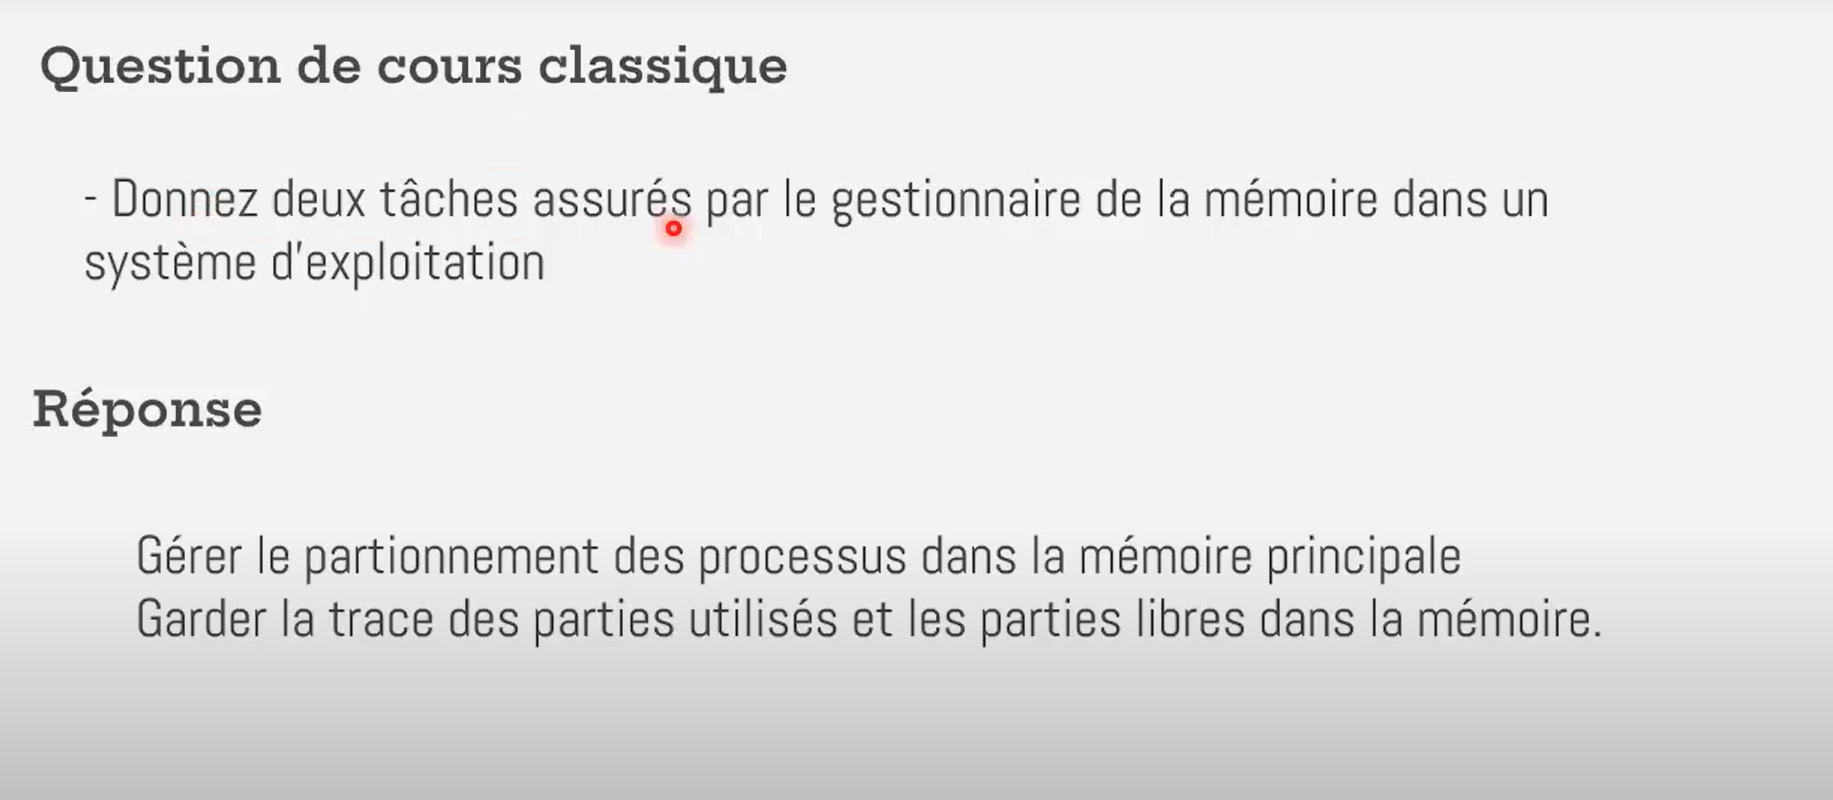 Question de cours classique
- Donnez deux tâches assurés par le gestionnaire de la mémoire dans un
système d'exploitation
Réponse
Gérer le partionnement des processus dans la mémoire principale
Garder la trace des parties utilisés et les parties libres dans la mémoire.